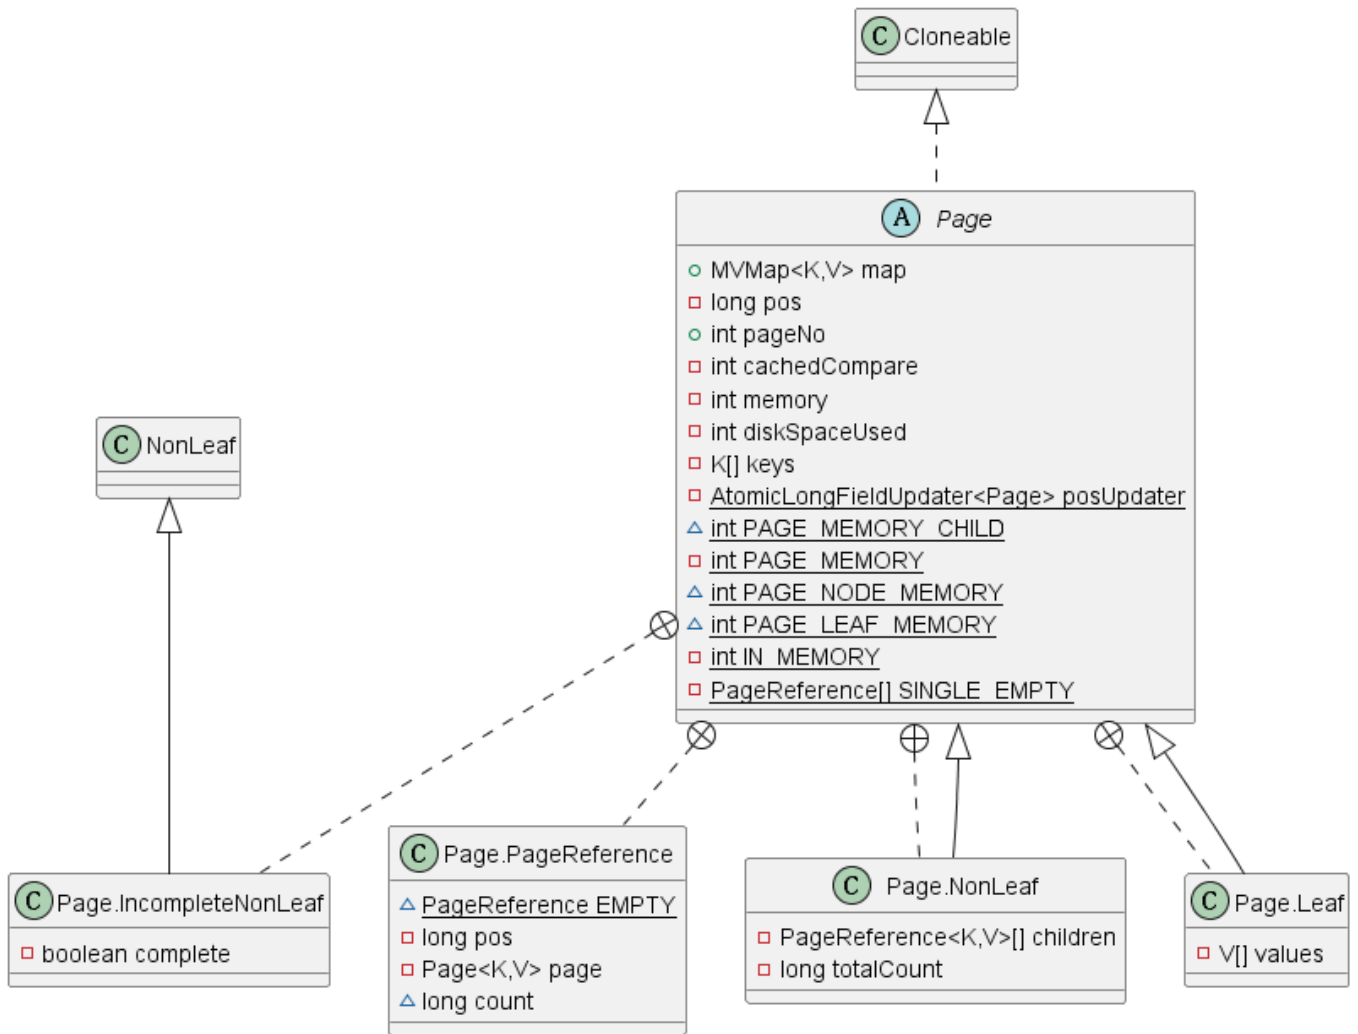 C Cloneable
A Page
MVMap<K,V> map
long pos
int pageNo
int cachedCompare
int memory
int diskSpaceUsed
K[] keys
AtomicLongFieldUpdater<Page> posUpdater
int PAGE_MEMORY_CHILD
int PAGE_MEMORY
int PAGE_NODE_MEMORY
int PAGE_LEAF_MEMORY
int IN_MEMORY
PageReference[] SINGLE_EMPTY
C NonLeaf
C Page.IncompleteNonLeaf
boolean complete
C Page.PageReference
PageReference EMPTY
long pos
Page<K,V> page
long count
C Page.NonLeaf
PageReference<K,V>[] children
long totalCount
C Page.Leaf
V[] values